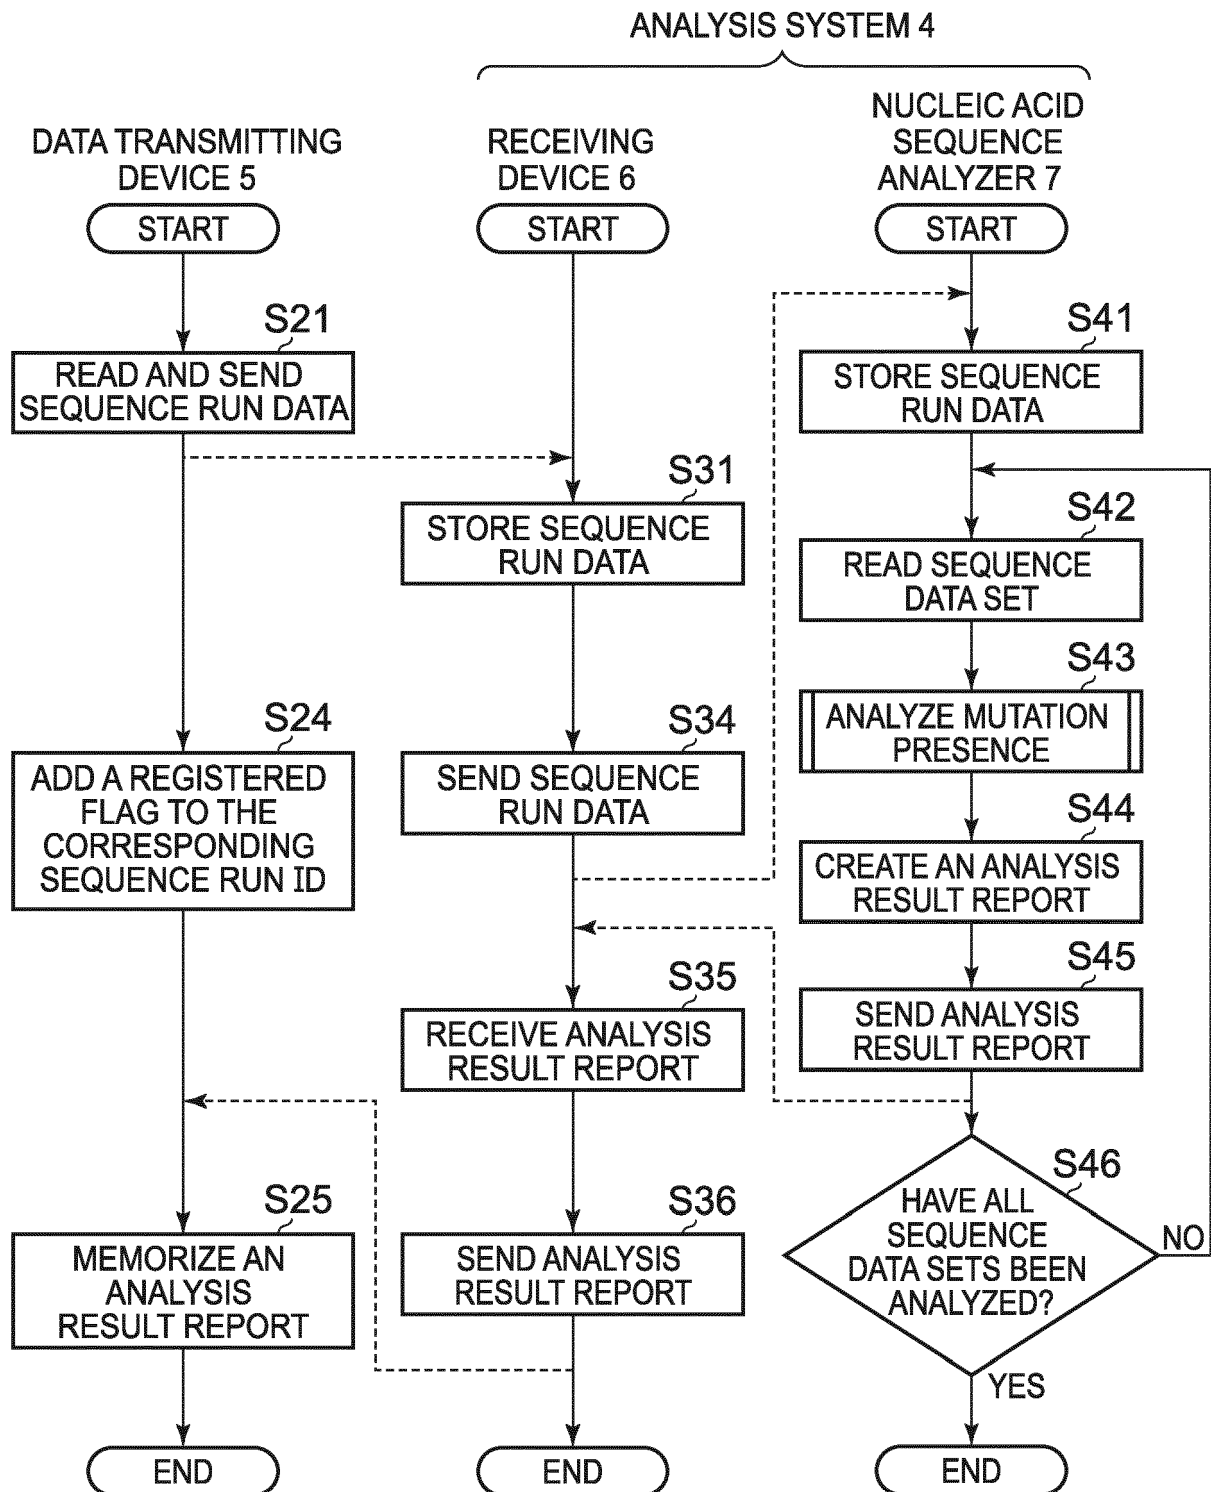 ANALYSIS SYSTEM 4
DATA TRANSMITTING
DEVICE 5
START
S21
READ AND SEND
SEQUENCE RUN DATA
S24
ADD A REGISTERED
FLAG TO THE
CORRESPONDING
SEQUENCE RUN ID
S25
MEMORIZE AN
ANALYSIS
RESULT REPORT
END
RECEIVING
DEVICE 6
START
S31
STORE SEQUENCE
RUN DATA
S34
SEND SEQUENCE
RUN DATA
S35
RECEIVE ANALYSIS
RESULT REPORT
S36
SEND ANALYSIS
RESULT REPORT
END
NUCLEIC ACID
SEQUENCE
ANALYZER 7
START
S41
STORE SEQUENCE
RUN DATA
S42
READ SEQUENCE
DATA SET
S43
ANALYZE MUTATION
PRESENCE
S44
CREATE AN ANALYSIS
RESULT REPORT
S45
SEND ANALYSIS
RESULT REPORT
S46
HAVE ALL
SEQUENCE
DATA SETS BEEN
ANALYZED?
NO
YES
END